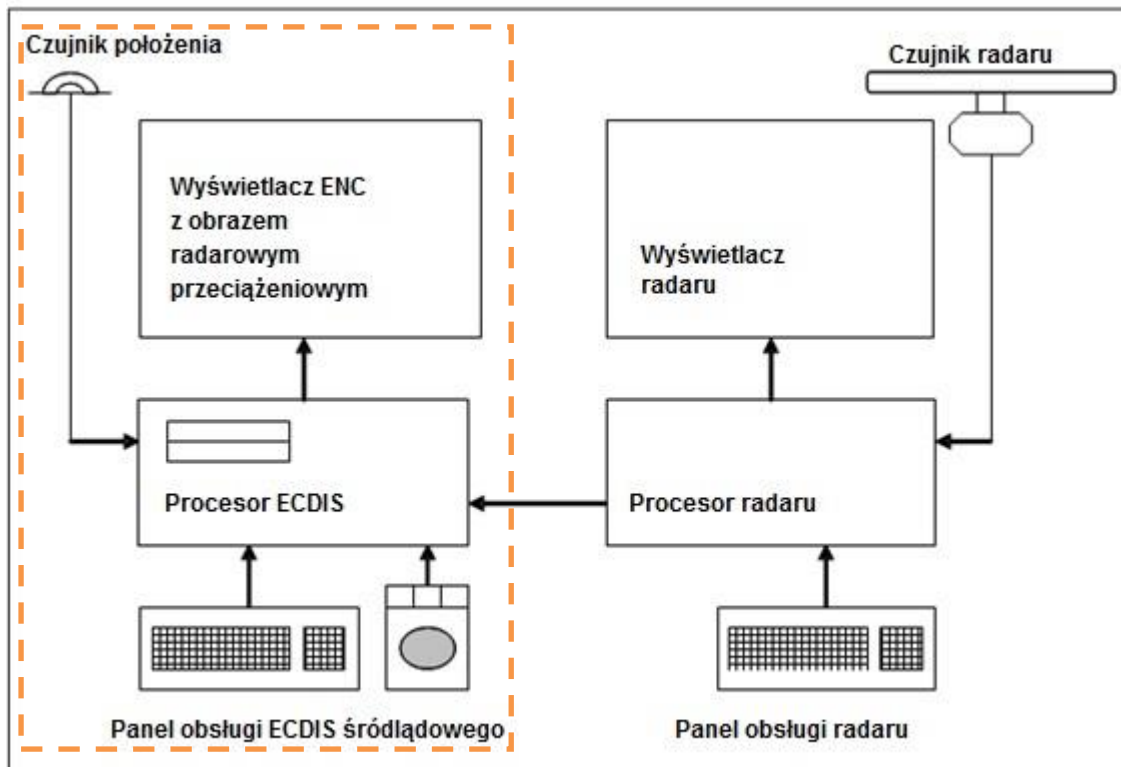 Czujnik położenia
Czujnik radaru
Wyświetlacz ENC
z obrazem
radarowym
przeciążeniowym
Wyświetlacz
radaru
Procesor ECDIS
Procesor radaru
Panel obsługi ECDIS śródlądowego
Panel obsługi radaru